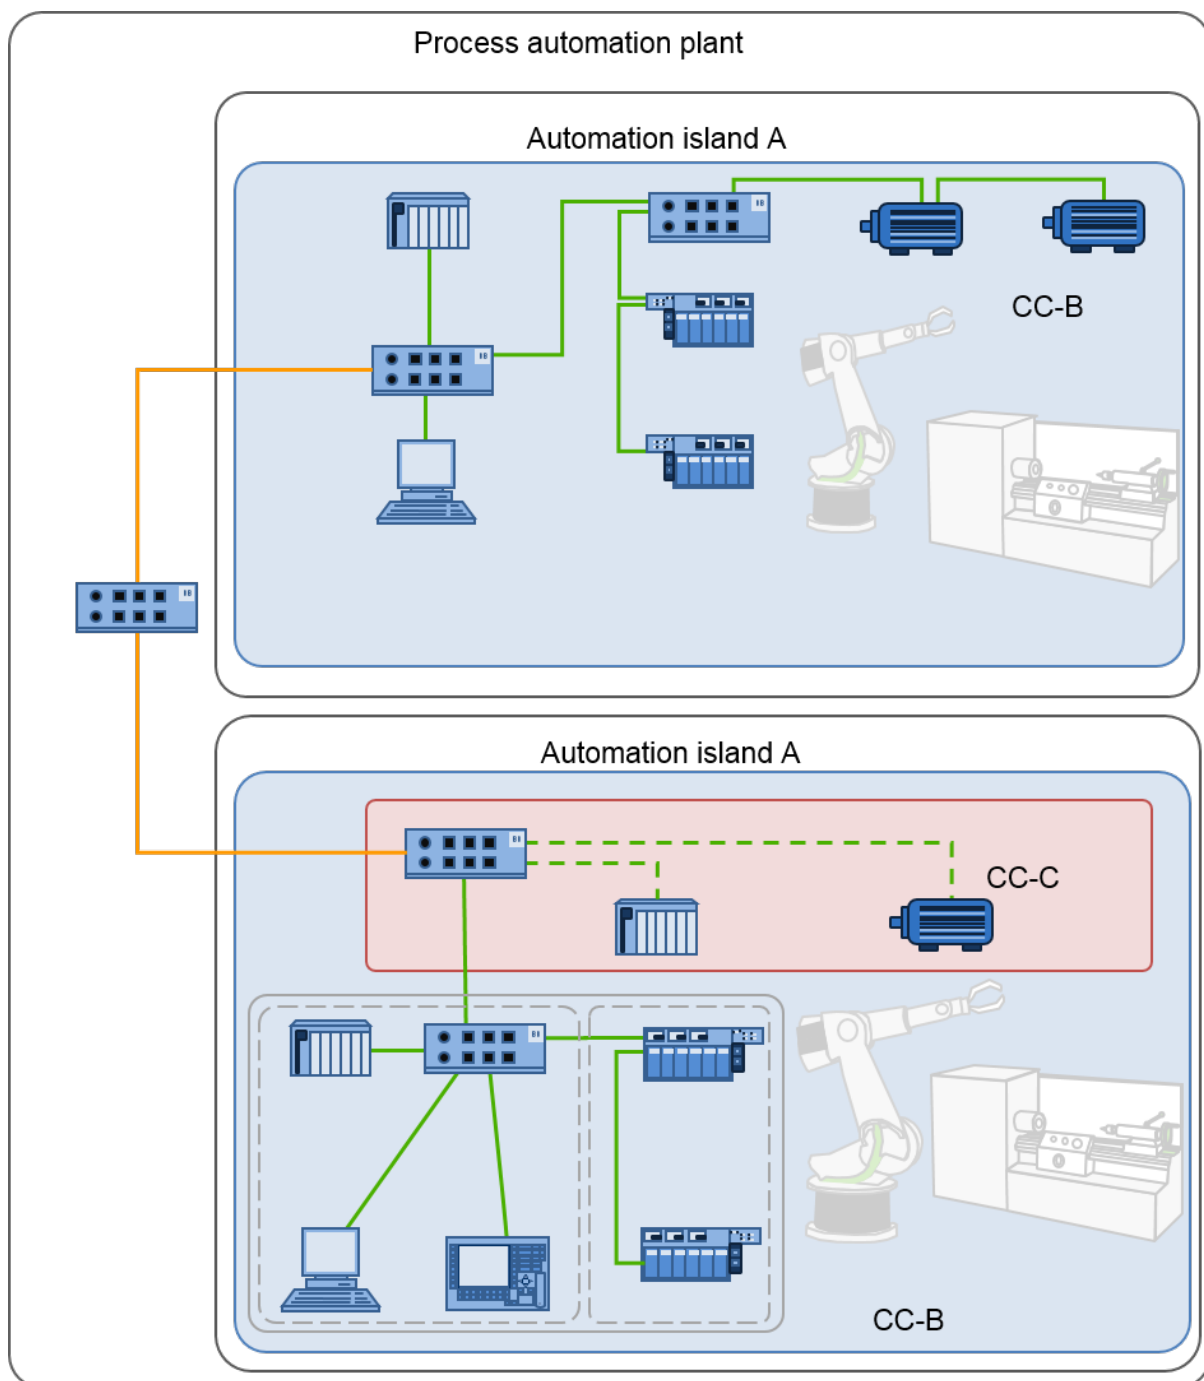 Process automation plant
Automation island A
CC-B
Automation island A
CC-C
CC-B